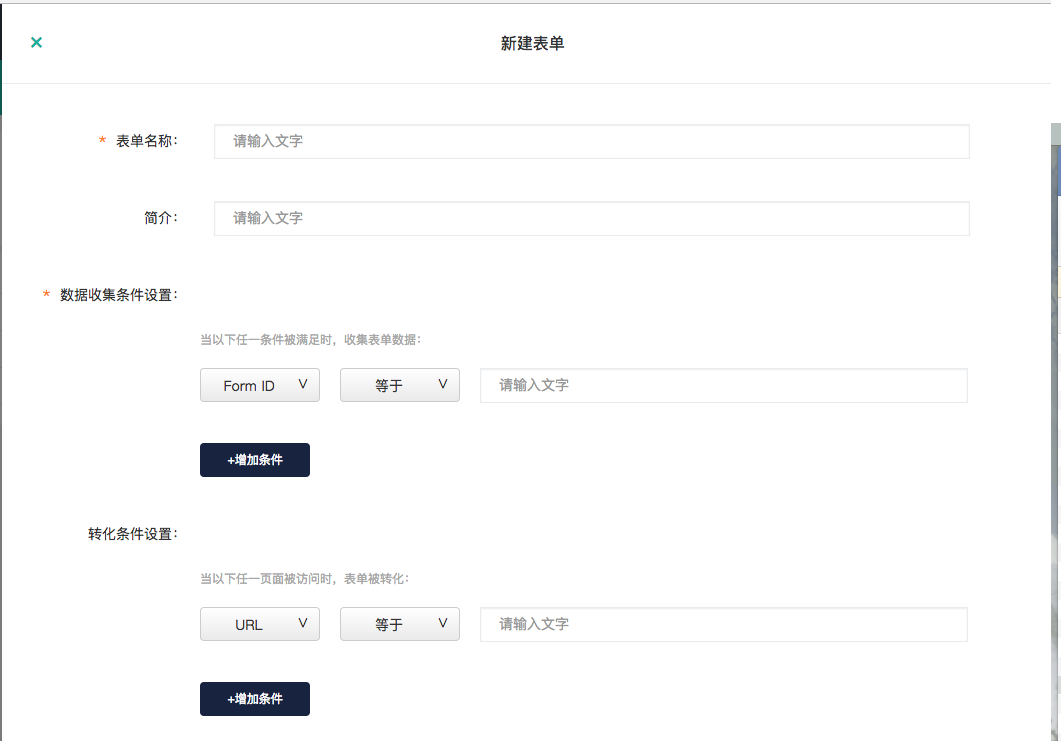 新建表单
* 表单名称：
请输入文字
简介：
请输入文字
* 数据收集条件设置：
当以下任一条件被满足时，收集表单数据：
Form ID V 等于 V 请输入文字
+增加条件
转化条件设置：
当以下任一页面被访问时，表单被转化：
URL V 等于 V 请输入文字
+增加条件